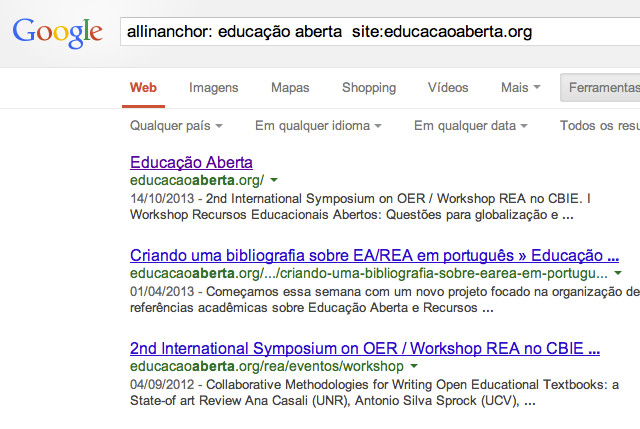 Google
allinanchor: educação aberta  site:educacaoaberta.org
Web Imagens Mapas Shopping Vídeos Mais Ferramentas
Qualquer país Em qualquer idioma Em qualquer data Todos os resu
Educação Aberta
educacaoaberta.org/
14/10/2013 - 2nd International Symposium on OER / Workshop REA no CBIE. I
Workshop Recursos Educacionais Abertos: Questões para globalização e ...
Criando uma bibliografia sobre EA/REA em português » Educação ...
educacaoaberta.org/.../criando-uma-bibliografia-sobre-earea-em-portugu...
01/04/2013 - Começamos essa semana com um novo projeto focado na organização de
referências acadêmicas sobre Educação Aberta e Recursos ...
2nd International Symposium on OER / Workshop REA no CBIE ...
educacaoaberta.org/rea/eventos/workshop
04/09/2012 - Collaborative Methodologies for Writing Open Educational Textbooks: a
State-of art Review Ana Casali (UNR), Antonio Silva Sprock (UCV), ...